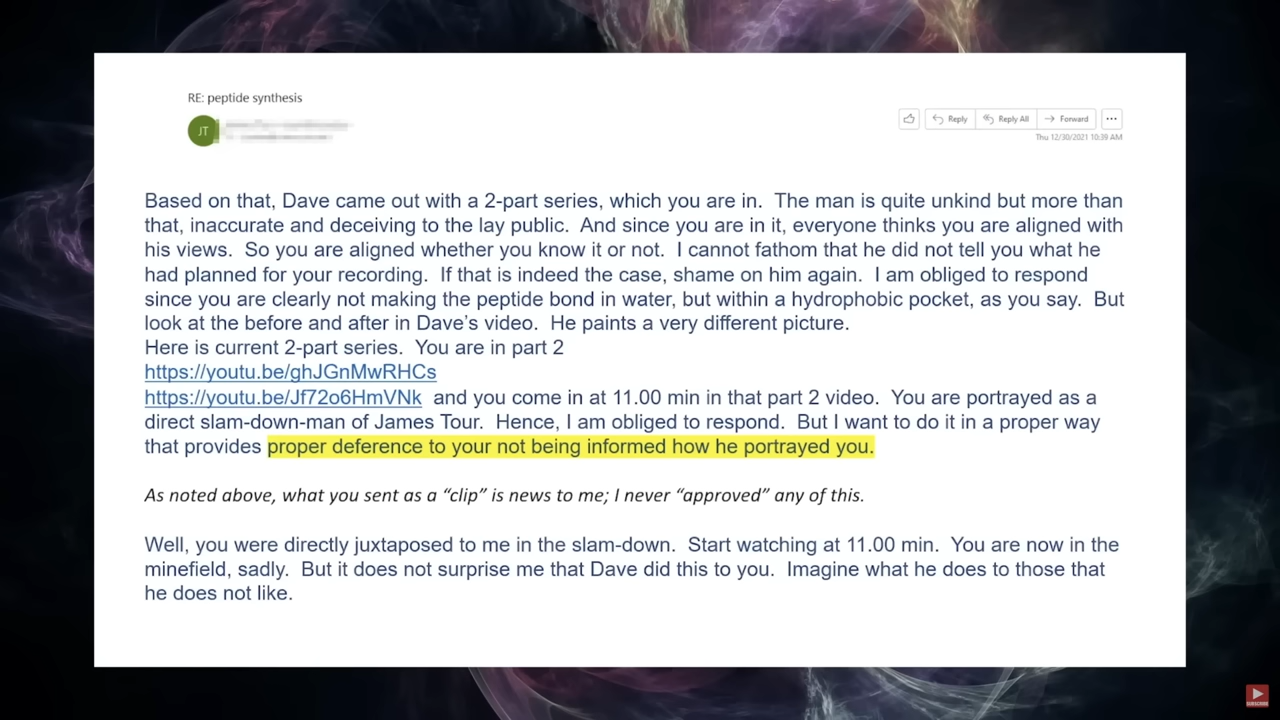 RE: peptide synthesis
JT
Reply
Reply All
Forward
Thu 12/30/2021 10:39 AM
Based on that, Dave came out with a 2-part series, which you are in.  The man is quite unkind but more than
that, inaccurate and deceiving to the lay public.  And since you are in it, everyone thinks you are aligned with
his views.  So you are aligned whether you know it or not.  I cannot fathom that he did not tell you what he
had planned for your recording.  If that is indeed the case, shame on him again.  I am obliged to respond
since you are clearly not making the peptide bond in water, but within a hydrophobic pocket, as you say.  But
look at the before and after in Dave’s video.  He paints a very different picture.
Here is current 2-part series.  You are in part 2
https://youtu.be/ghJGnMwRHCs
https://youtu.be/Jf72o6HmVNk  and you come in at 11.00 min in that part 2 video.  You are portrayed as a
direct slam-down-man of James Tour.  Hence, I am obliged to respond.  But I want to do it in a proper way
that provides proper deference to your not being informed how he portrayed you.
As noted above, what you sent as a “clip” is news to me; I never “approved” any of this.
Well, you were directly juxtaposed to me in the slam-down.  Start watching at 11.00 min.  You are now in the
minefield, sadly.  But it does not surprise me that Dave did this to you.  Imagine what he does to those that
he does not like.
SUBSCRIBE